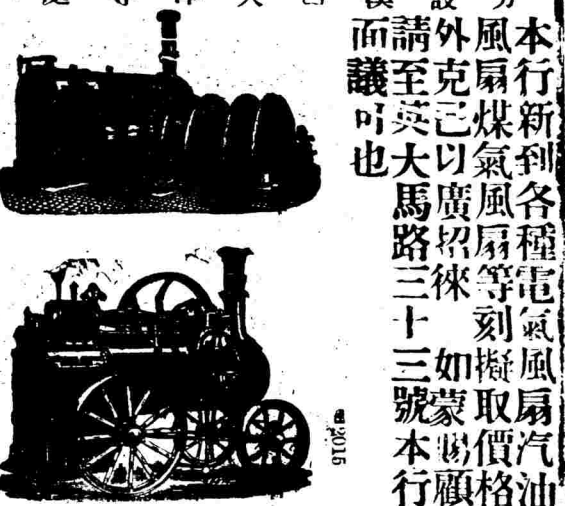 本行新到各種電氣風扇汽油
風扇煤氣風扇等刻擬取價格
外克己以廣招徠 如蒙賜顧
請至英大馬路三十三號本行
面議可也
2015